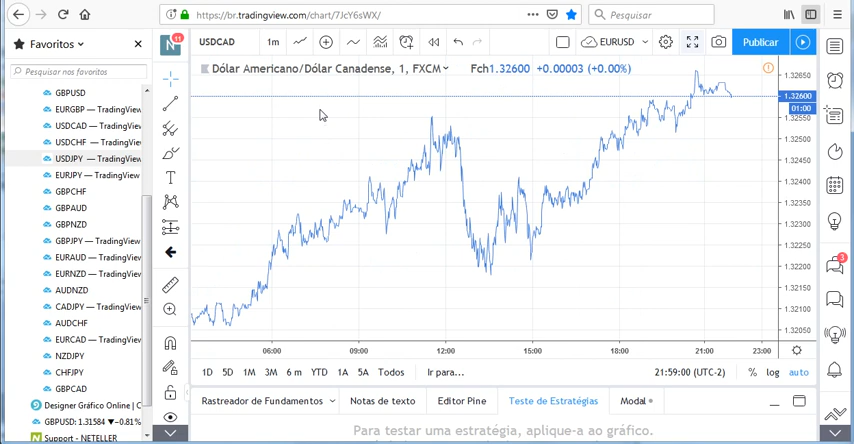 https://br.tradingview.com/chart/7JcY6sWX/
Pesquisar
Favoritos
Pesquisar nos favoritos
GBPUSD
EURGBP — TradingView
USDCAD — TradingView
USDCHF — TradingView
USDJPY — TradingView
EURJPY — TradingView
GBPCHF
GBPAUD
GBPNZD
GBPJPY — TradingView
EURAUD — TradingView
EURNZD — TradingView
AUDNZD
CADJPY — TradingView
AUDCHF
EURCAD — TradingView
NZDJPY
CHFJPY
GBPCAD
Designer Gráfico Online | C
GBPUSD: 1.31584 ▼−0.81%
Support - NETELLER
N
11
USDCAD
1m
EURUSD
Publicar
Dólar Americano/Dólar Canadense, 1, FXCM
Fch1.32600 +0.00003 (+0.00%)
1.32650
1.32600
01:00
1.32550
1.32500
1.32450
1.32400
1.32350
1.32300
1.32250
1.32200
1.32150
1.32100
1.32050
06:00
09:00
12:00
15:00
18:00
21:00
23:00
1D
5D
1M
3M
6 m
YTD
1A
5A
Todos
Ir para...
21:59:00 (UTC-2)
%
log
auto
Rastreador de Fundamentos
Notas de texto
Editor Pine
Teste de Estratégias
Modal
Para testar uma estratégia, aplique-a ao gráfico.
3